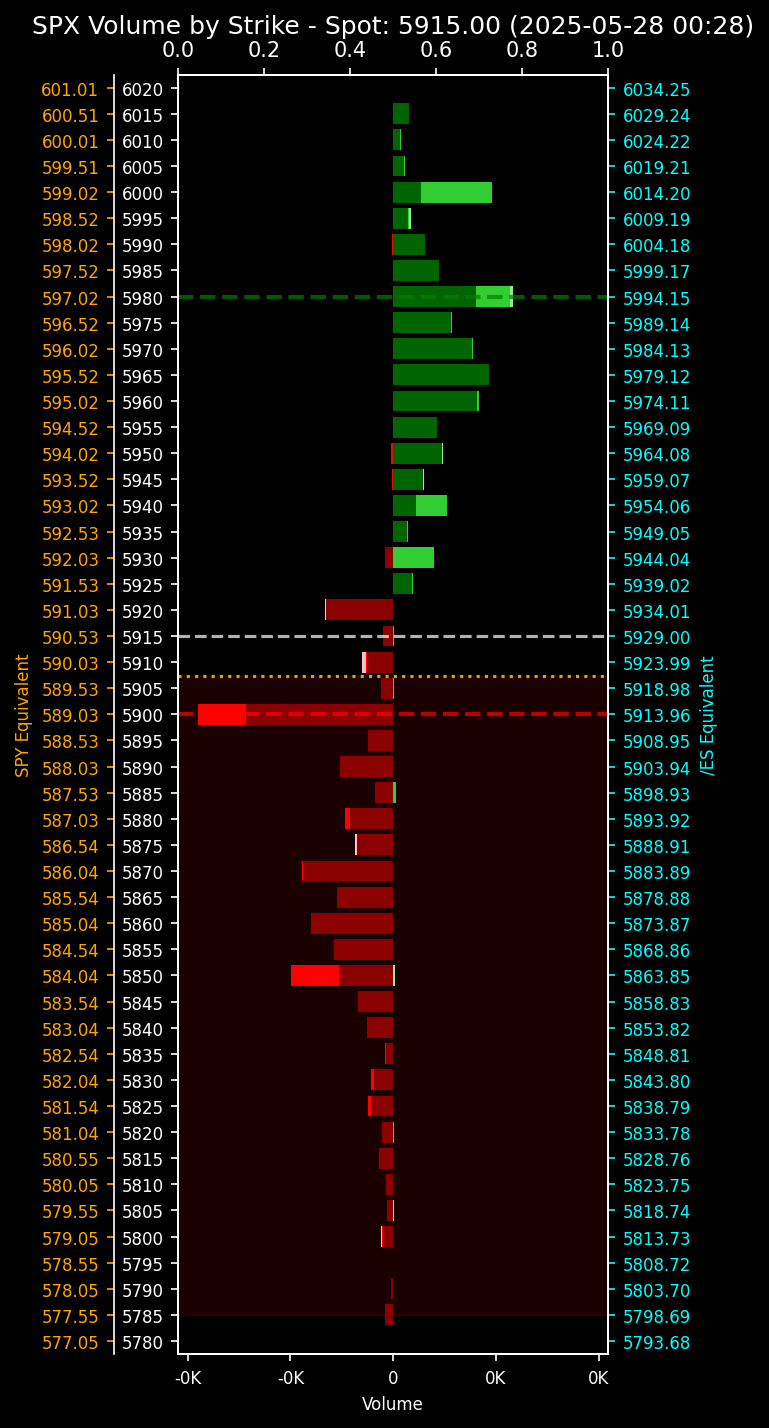 SPX Volume by Strike - Spot: 5915.00 (2025-05-28 00:28)
0.0 0.2 0.4 0.6 0.8 1.0
601.01 6020 6034.25
600.51 6015 6029.24
600.01 6010 6024.22
599.51 6005 6019.21
599.02 6000 6014.20
598.52 5995 6009.19
598.02 5990 6004.18
597.52 5985 5999.17
597.02 5980 5994.15
596.52 5975 5989.14
596.02 5970 5984.13
595.52 5965 5979.12
595.02 5960 5974.11
594.52 5955 5969.09
594.02 5950 5964.08
593.52 5945 5959.07
593.02 5940 5954.06
592.53 5935 5949.05
592.03 5930 5944.04
591.53 5925 5939.02
591.03 5920 5934.01
590.53 5915 5929.00
590.03 5910 5923.99
589.53 5905 5918.98
589.03 5900 5913.96
588.53 5895 5908.95
588.03 5890 5903.94
587.53 5885 5898.93
587.03 5880 5893.92
586.54 5875 5888.91
586.04 5870 5883.89
585.54 5865 5878.88
585.04 5860 5873.87
584.54 5855 5868.86
584.04 5850 5863.85
583.54 5845 5858.83
583.04 5840 5853.82
582.54 5835 5848.81
582.04 5830 5843.80
581.54 5825 5838.79
581.04 5820 5833.78
580.55 5815 5828.76
580.05 5810 5823.75
579.55 5805 5818.74
579.05 5800 5813.73
578.55 5795 5808.72
578.05 5790 5803.70
577.55 5785 5798.69
577.05 5780 5793.68
SPY Equivalent
/ES Equivalent
-0K -0K 0 0K 0K
Volume